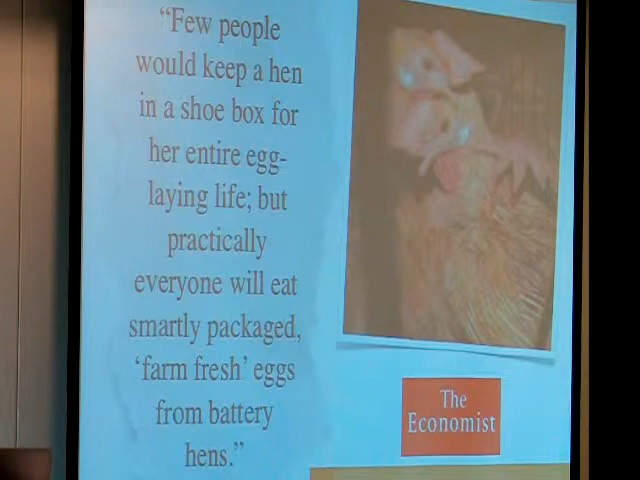 “Few people
would keep a hen
in a shoe box for
her entire egg-
laying life; but
practically
everyone will eat
smartly packaged,
‘farm fresh’ eggs
from battery
hens.”
The
Economist